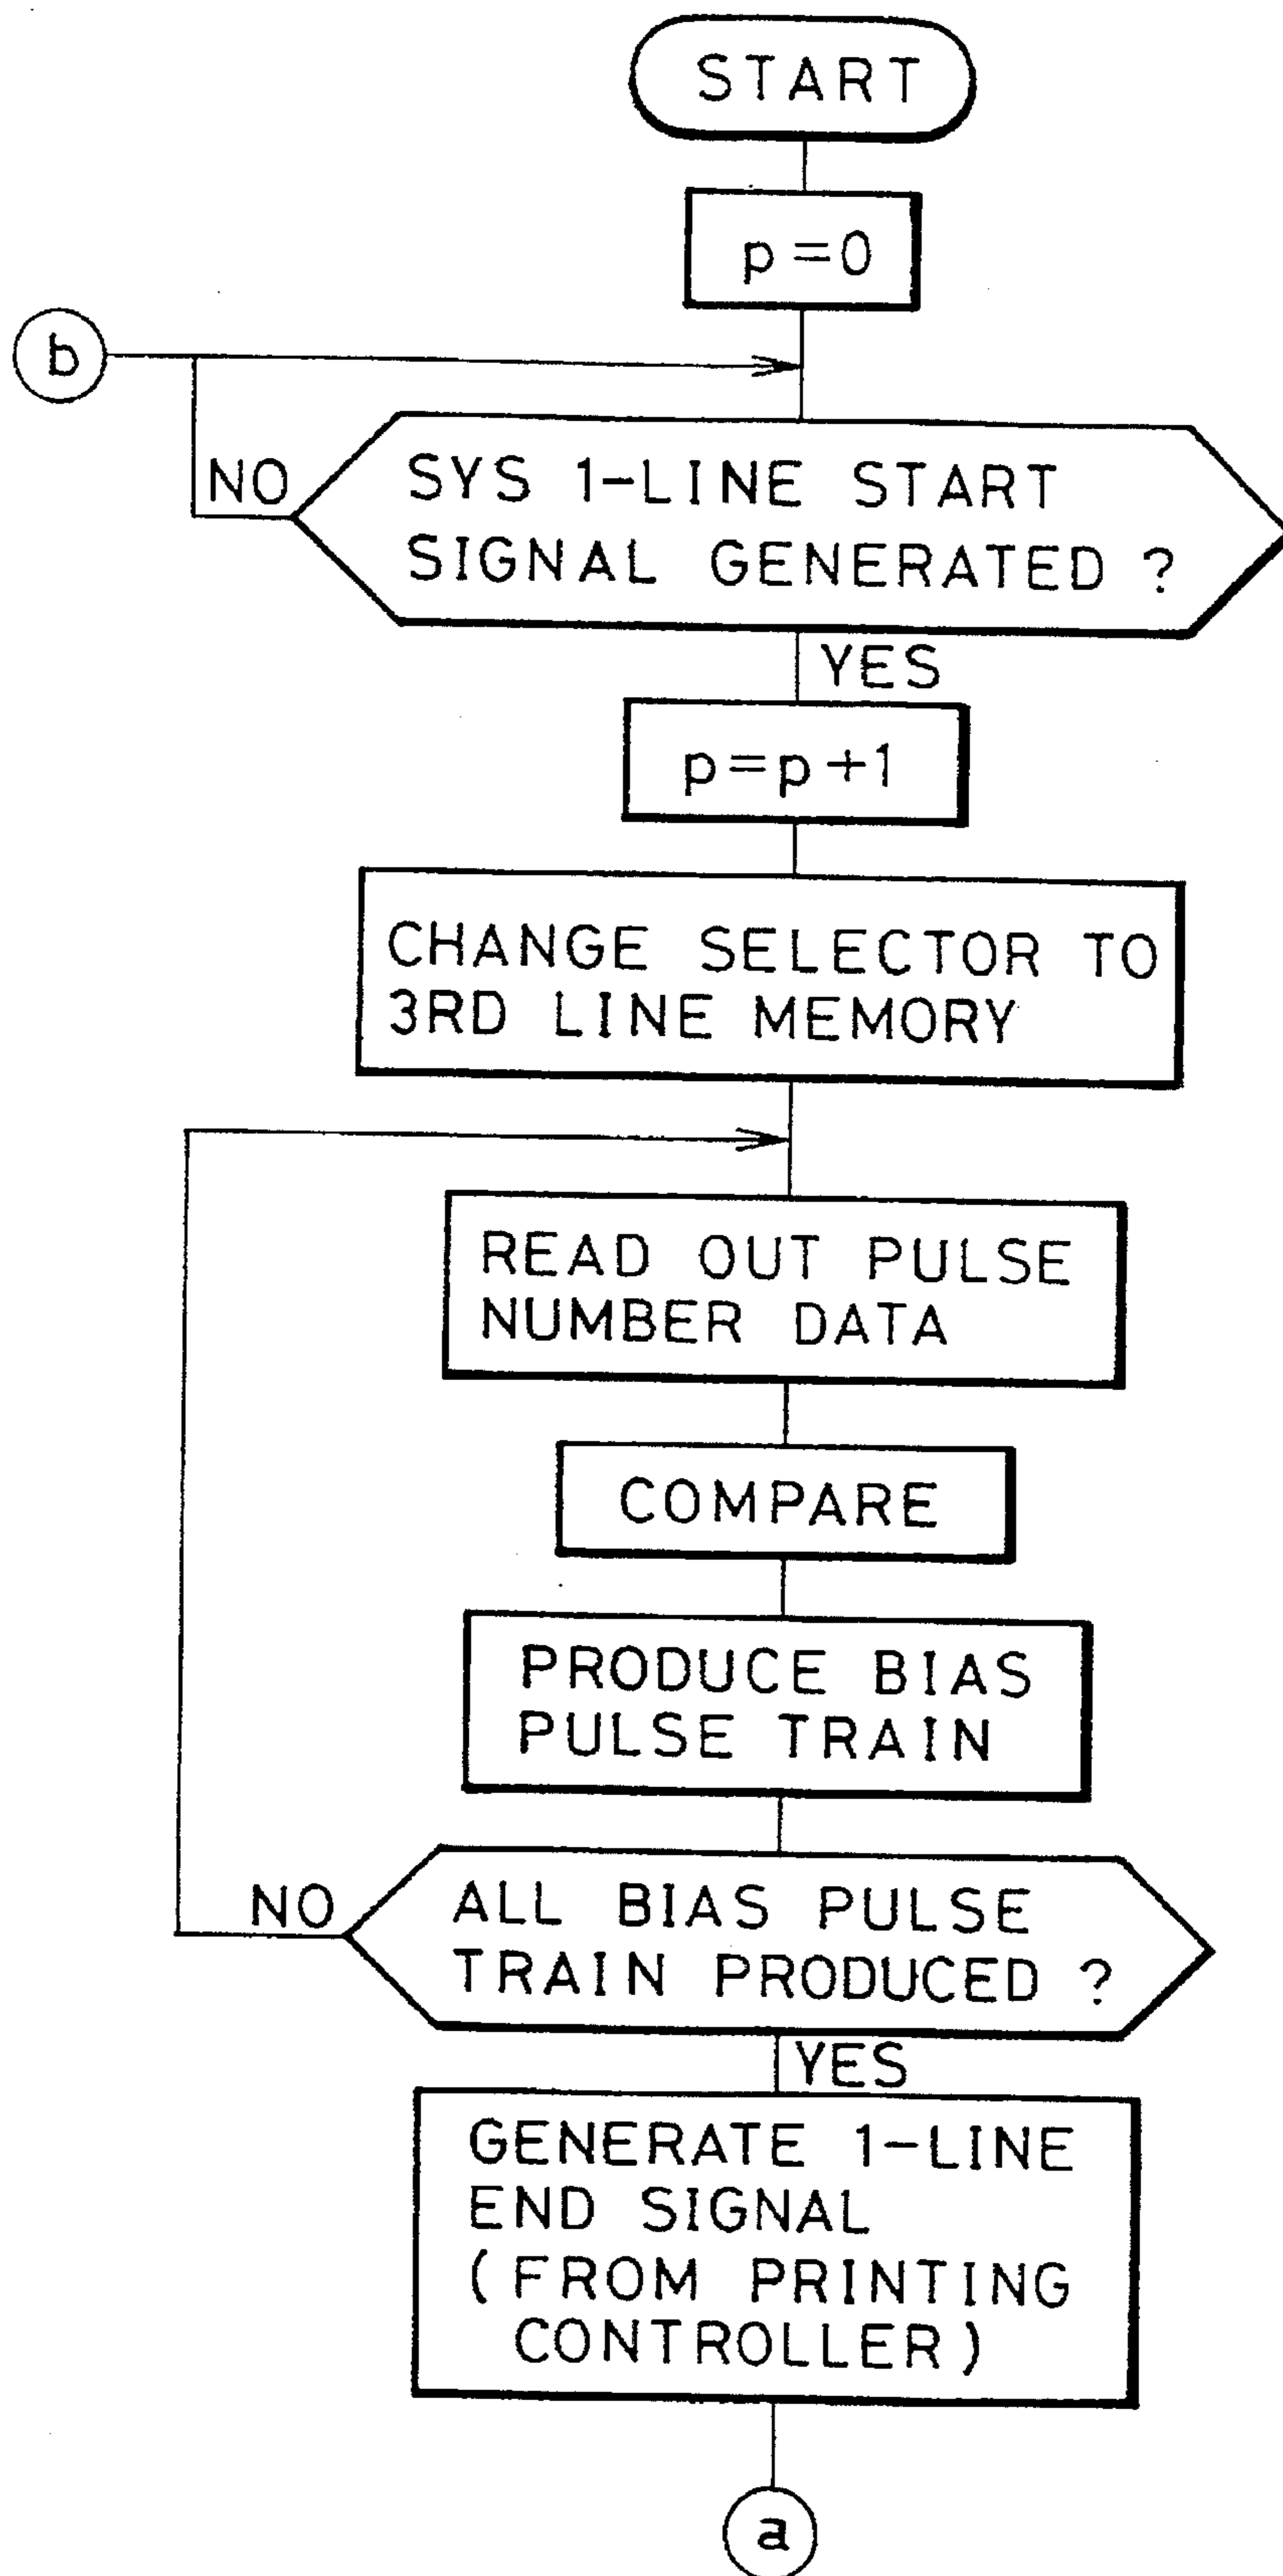 START
p=0
b
NO
SYS 1-LINE START
SIGNAL GENERATED ?
YES
p=p+1
CHANGE SELECTOR TO
3RD LINE MEMORY
READ OUT PULSE
NUMBER DATA
COMPARE
PRODUCE BIAS
PULSE TRAIN
NO
ALL BIAS PULSE
TRAIN PRODUCED ?
YES
GENERATE 1-LINE
END SIGNAL
(FROM PRINTING
CONTROLLER)
a